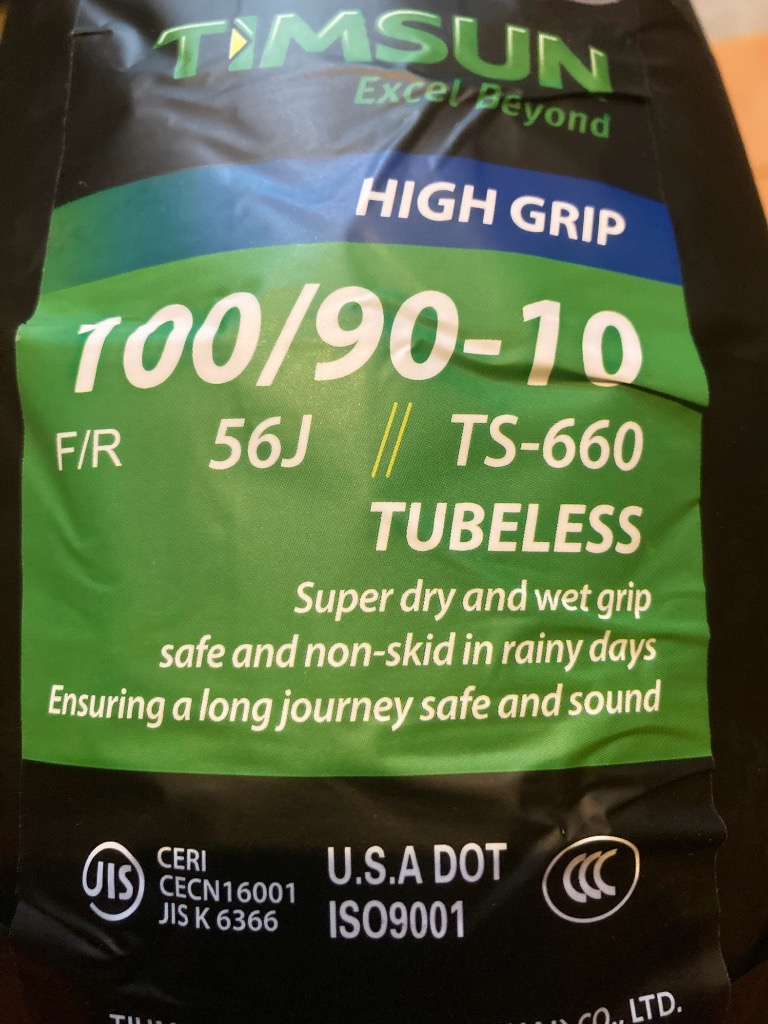 TIMSUN
Excel Beyond
HIGH GRIP
100/90-10
F/R 56J // TS-660
TUBELESS
Super dry and wet grip
safe and non-skid in rainy days
Ensuring a long journey safe and sound
JIS
CERI
CECN16001
JIS K 6366
U.S.A DOT
ISO9001
CCC
CO., LTD.